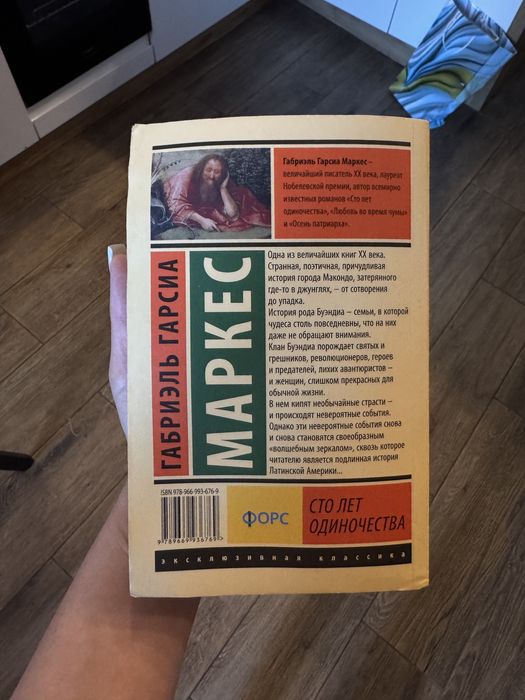 Габриэль Гарсиа Маркес –
величайший писатель XX века, лауреат
Нобелевской премии, автор всемирно
известных романов «Сто лет
одиночества», «Любовь во время чумы»
и «Осень патриарха».
ГАБРИЭЛЬ ГАРСИА
МАРКЕС
Одна из величайших книг XX века.
Странная, поэтичная, причудливая
история города Макондо, затерянного
где-то в джунглях, – от сотворения
до упадка.
История рода Буэндиа – семьи, в которой
чудеса столь повседневны, что на них
даже не обращают внимания.
Клан Буэндиа порождает святых и
грешников, революционеров, героев
и предателей, лихих авантюристов –
и женщин, слишком прекрасных для
обычной жизни.
В нем кипят необычайные страсти –
и происходят невероятные события.
Однако эти невероятные события снова
и снова становятся своеобразным
«волшебным зеркалом», сквозь которое
читателю является подлинная история
Латинской Америки...
ISBN 978-966-993-676-9
9 789669 936769
ФОРС
СТО ЛЕТ
ОДИНОЧЕСТВА
эксклюзивная классика